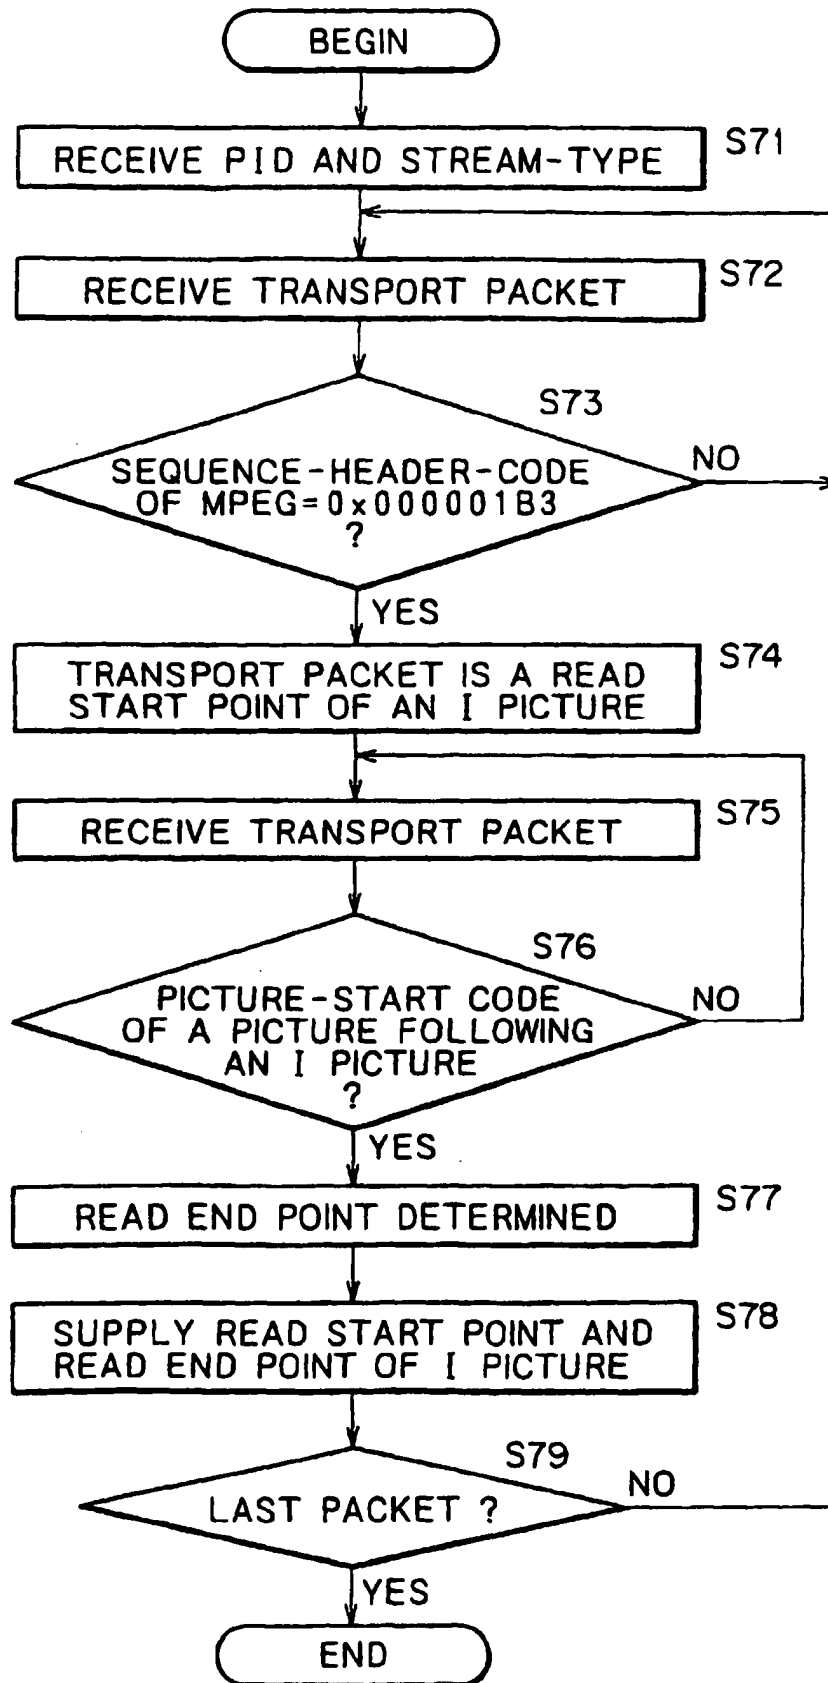 BEGIN
RECEIVE PID AND STREAM-TYPE
S71
RECEIVE TRANSPORT PACKET
S72
S73
SEQUENCE-HEADER-CODE
OF MPEG=0x000001B3
?
NO
YES
TRANSPORT PACKET IS A READ
START POINT OF AN I PICTURE
S74
RECEIVE TRANSPORT PACKET
S75
S76
PICTURE-START CODE
OF A PICTURE FOLLOWING
AN I PICTURE
?
NO
YES
READ END POINT DETERMINED
S77
SUPPLY READ START POINT AND
READ END POINT OF I PICTURE
S78
S79
LAST PACKET ?
NO
YES
END